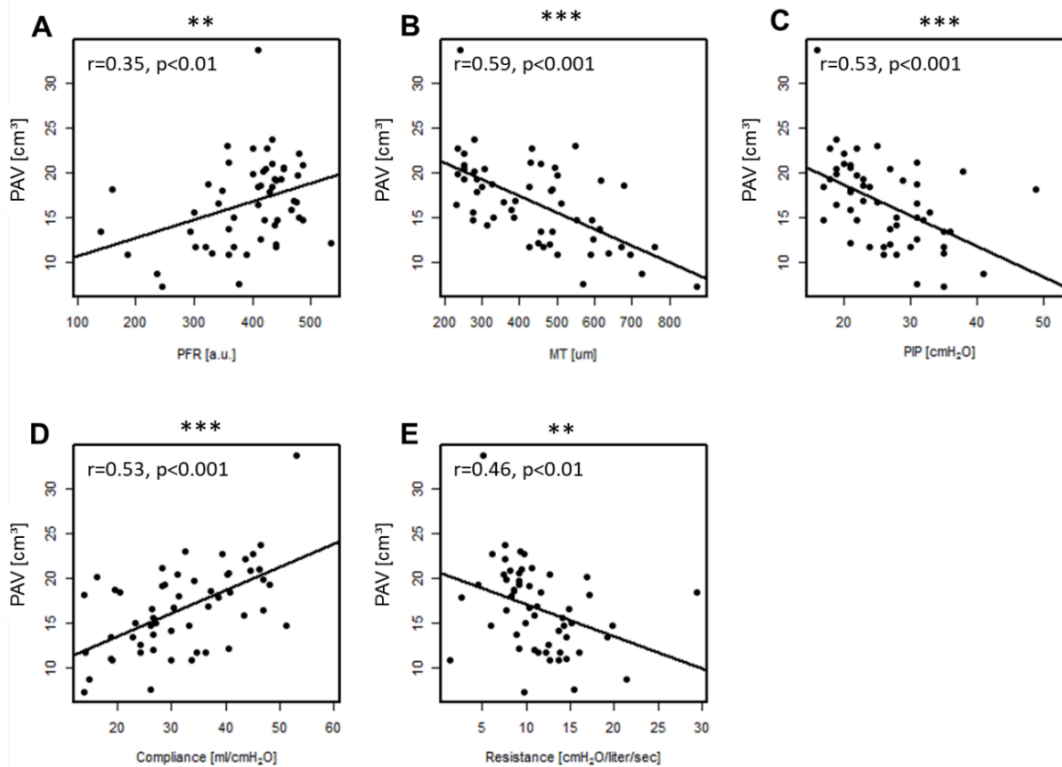 A
**
r=0.35, p<0.01
PAV [cm³]
30
25
20
15
10
100 200 300 400 500
PFR [a.u.]
B
***
r=0.59, p<0.001
PAV [cm³]
30
25
20
15
10
200 300 400 500 600 700 800
MT [um]
C
***
r=0.53, p<0.001
PAV [cm³]
30
25
20
15
10
20 30 40 50
PIP [cmH₂O]
D
***
r=0.53, p<0.001
PAV [cm³]
30
25
20
15
10
20 30 40 50 60
Compliance [ml/cmH₂O]
E
**
r=0.46, p<0.01
PAV [cm³]
30
25
20
15
10
5 10 15 20 25 30
Resistance [cmH₂O/liter/sec]